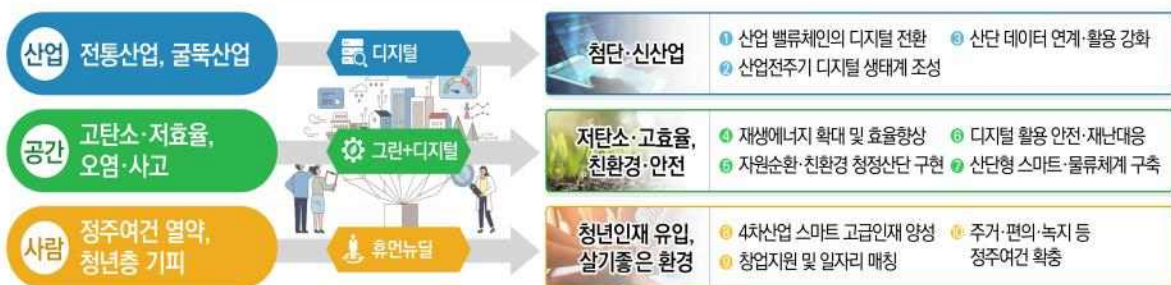 산업 전통산업, 굴뚝산업
디지털
첨단·신산업
❶ 산업 밸류체인의 디지털 전환
❷ 산업전주기 디지털 생태계 조성
❸ 산단 데이터 연계·활용 강화
공간 고탄소·저효율,
오염·사고
그린+디지털
저탄소·고효율,
친환경·안전
❹ 재생에너지 확대 및 효율향상
❺ 자원순환·친환경 청정산단 구현
❻ 디지털 활용 안전·재난대응
❼ 산단형 스마트·물류체계 구축
사람 정주여건 열악,
청년층 기피
휴먼뉴딜
청년인재 유입,
살기좋은 환경
❽ 4차산업 스마트 고급인재 양성
❾ 창업지원 및 일자리 매칭
❿ 주거·편의·녹지 등
정주여건 확충